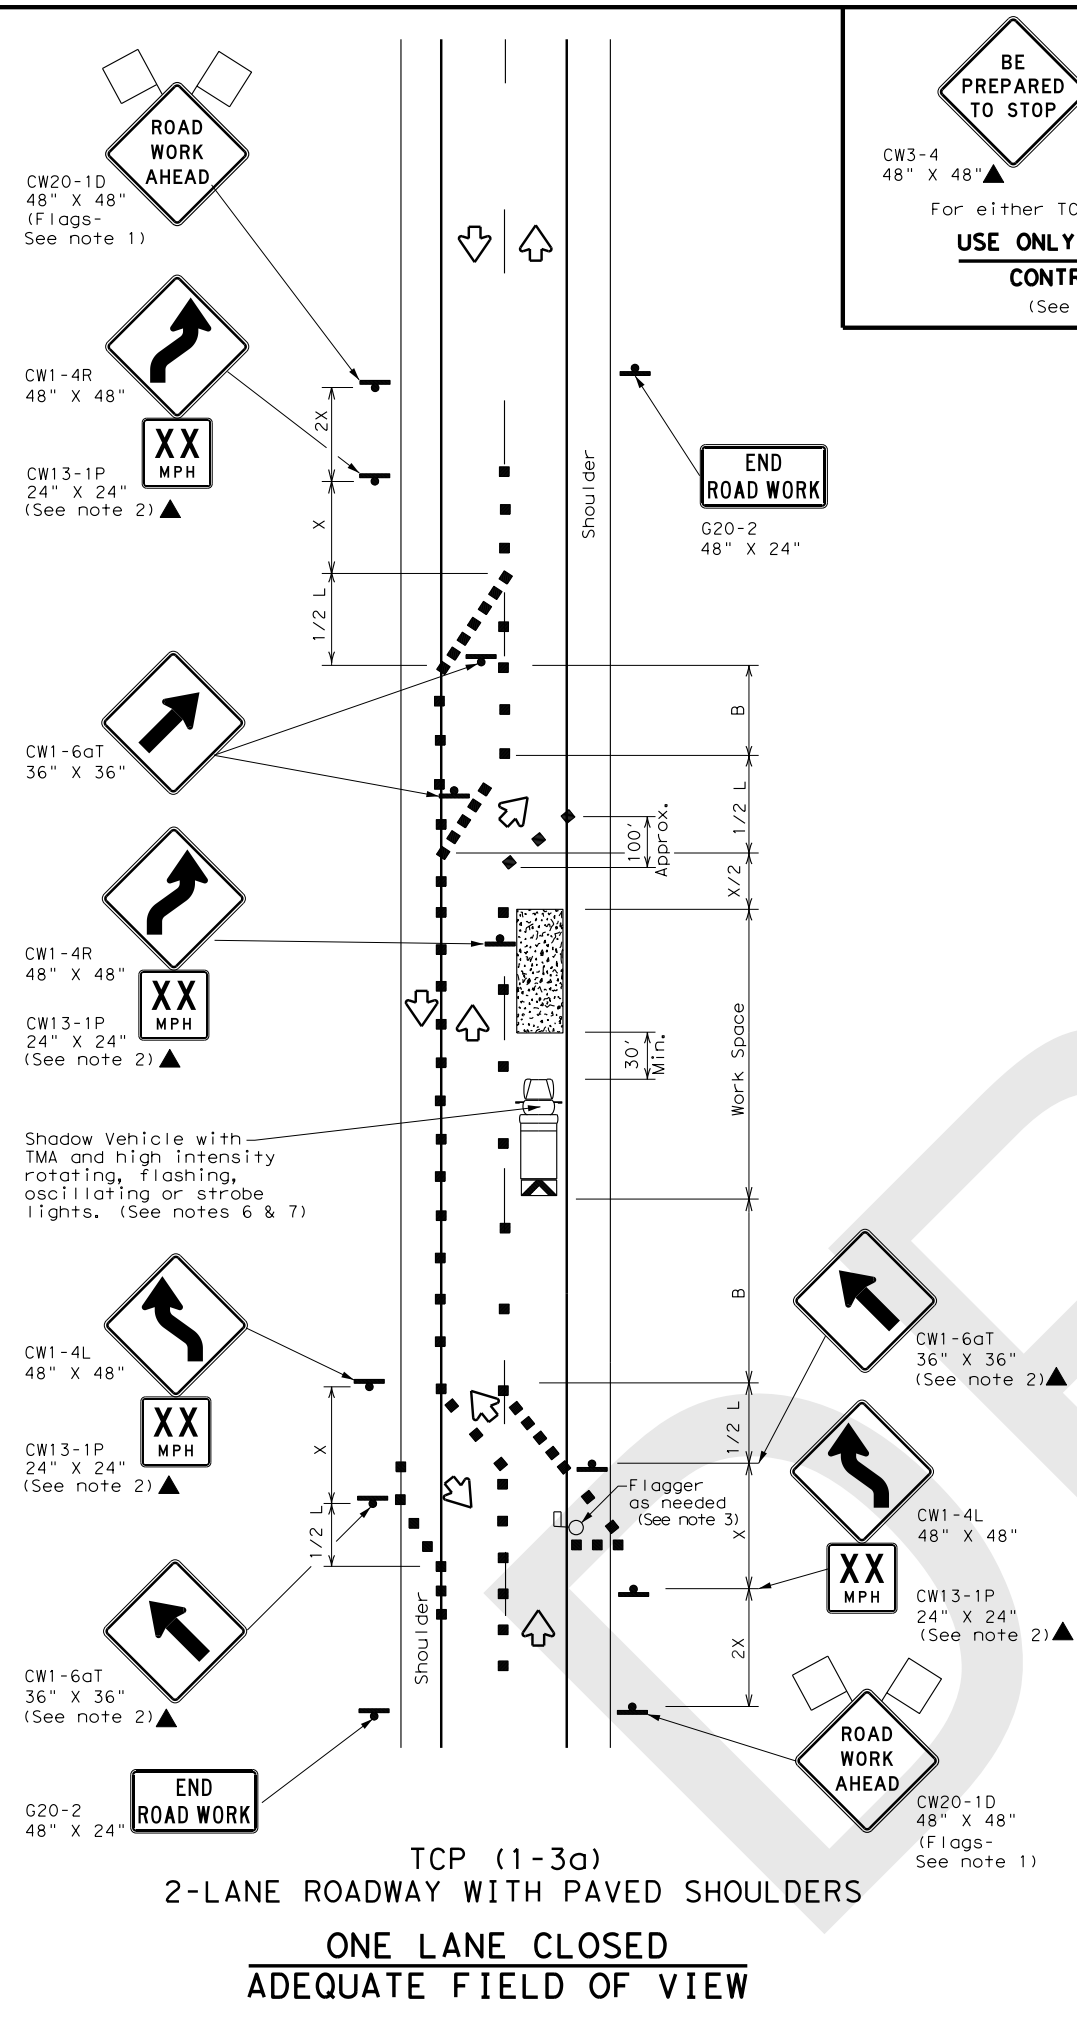 ROAD
WORK
AHEAD
CW20-1D
48" X 48"
(Flags-
See note 1)
CW1-4R
48" X 48"
XX
MPH
CW13-1P
24" X 24"
(See note 2)▲
2X
X
1/2 L
CW1-6aT
36" X 36"
CW1-4R
48" X 48"
XX
MPH
CW13-1P
24" X 24"
(See note 2)▲
Shadow Vehicle with
TMA and high intensity
rotating, flashing,
oscillating or strobe
lights. (See notes 6 & 7)
CW1-4L
48" X 48"
XX
MPH
CW13-1P
24" X 24"
(See note 2)▲
X
1/2 L
CW1-6aT
36" X 36"
(See note 2)▲
Shoulder
END
ROAD WORK
G20-2
48" X 24"
BE
PREPARED
TO STOP
CW3-4
48" X 48"▲
For either TC
USE ONLY
CONTR
(See
Shoulder
END
ROAD WORK
G20-2
48" X 24"
B
1/2 L
100'
Approx.
X/2
Work Space
30'
Min.
B
1/2 L
X
2X
Flagger
as needed
(See note 3)
CW1-6aT
36" X 36"
(See note 2)▲
CW1-4L
48" X 48"
XX
MPH
CW13-1P
24" X 24"
(See note 2)▲
ROAD
WORK
AHEAD
CW20-1D
48" X 48"
(Flags-
See note 1)
TCP (1-3a)
2-LANE ROADWAY WITH PAVED SHOULDERS
ONE LANE CLOSED
ADEQUATE FIELD OF VIEW